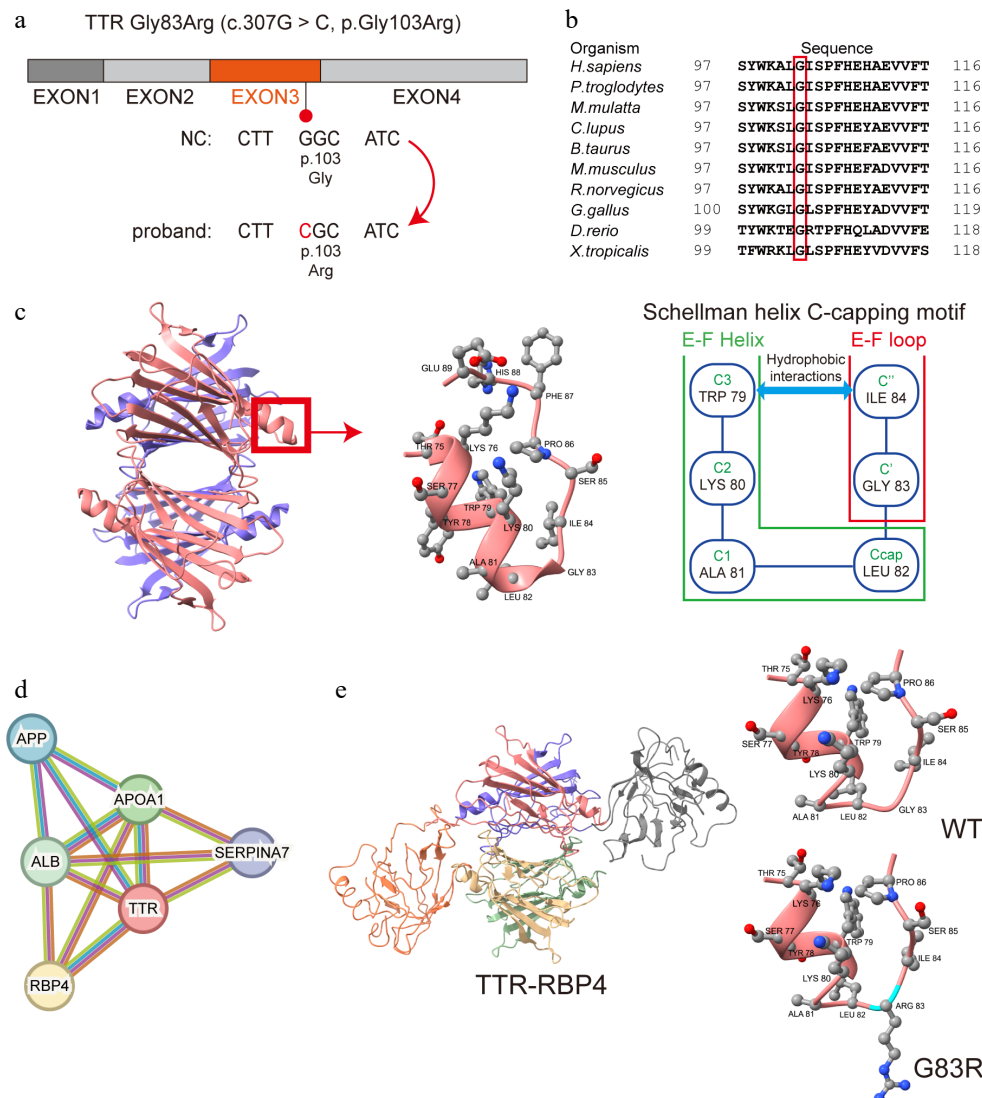 a
TTR Gly83Arg (c.307G > C, p.Gly103Arg)
EXON1 EXON2 EXON3 EXON4
NC: CTT GGC ATC
p.103
Gly
proband: CTT CGC ATC
p.103
Arg
b
Organism Sequence
H.sapiens 97 SYWKALGISPFHEHAEVVFT 116
P.troglodytes 97 SYWKALGISPFHEHAEVVFT 116
M.mulatta 97 SYWKSLGISPFHEHAEVVFT 116
C.lupus 97 SYWKSLGISPFHEYAEVVFT 116
B.taurus 97 SYWKSLGISPFHEYAEVVFT 116
M.musculus 97 SYWKTLGISPFHEFADVVFT 116
R.norvegicus 97 SYWKALGISPFHEYADVVFT 116
G.gallus 100 SYWKGLGLSPFHEYADVVFT 119
D.rerio 99 TYWKTEGRTPFHQLADVVFE 118
X.tropicalis 99 TFWRKLGLSPFHEYVDVVFS 118
c
GLU 89
HIS 88
PHE 87
THR 75
LYS 76
PRO 86
SER 77
SER 85
TRP 79
TYR 78
LYS 80
ILE 84
ALA 81
GLY 83
LEU 82
Schellman helix C-capping motif
E-F Helix E-F loop
Hydrophobic
interactions
C3
TRP 79
C''
ILE 84
C2
LYS 80
C'
GLY 83
C1
ALA 81
Ccap
LEU 82
d
APP
APOA1
ALB
SERPINA7
TTR
RBP4
e
TTR-RBP4
THR 75
LYS 76
PRO 86
SER 77
SER 85
TRP 79
TYR 78
ILE 84
LYS 80
GLY 83
ALA 81
LEU 82
WT
THR 75
PRO 86
LYS 76
SER 77
SER 85
TRP 79
TYR 78
ILE 84
LYS 80
ARG 83
ALA 81
LEU 82
G83R